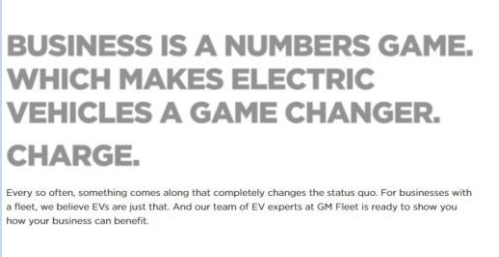 BUSINESS IS A NUMBERS GAME.
WHICH MAKES ELECTRIC
VEHICLES A GAME CHANGER.
CHARGE.
Every so often, something comes along that completely changes the status quo. For businesses with
a fleet, we believe EVs are just that. And our team of EV experts at GM Fleet is ready to show you
how your business can benefit.